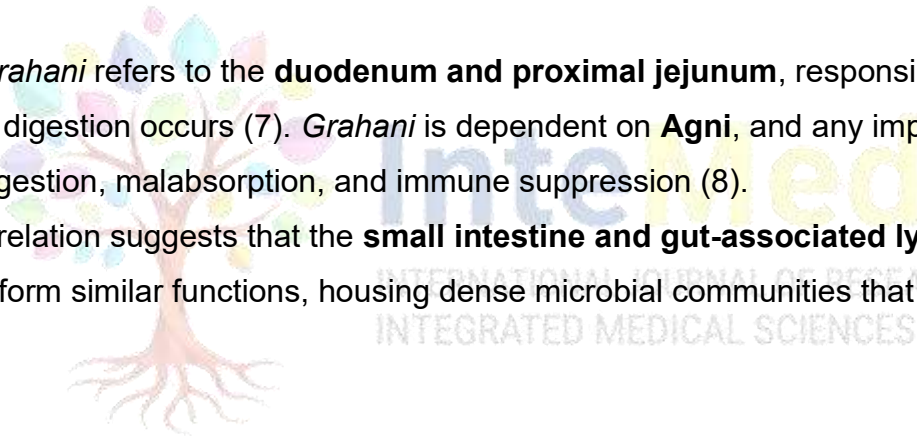 rahani refers to the duodenum and proximal jejunum, responsi
digestion occurs (7). Grahani is dependent on Agni, and any imp
gestion, malabsorption, and immune suppression (8).
relation suggests that the small intestine and gut-associated ly
form similar functions, housing dense microbial communities that
InteMed
INTERNATIONAL JOURNAL OF RESEA
INTEGRATED MEDICAL SCIENCES